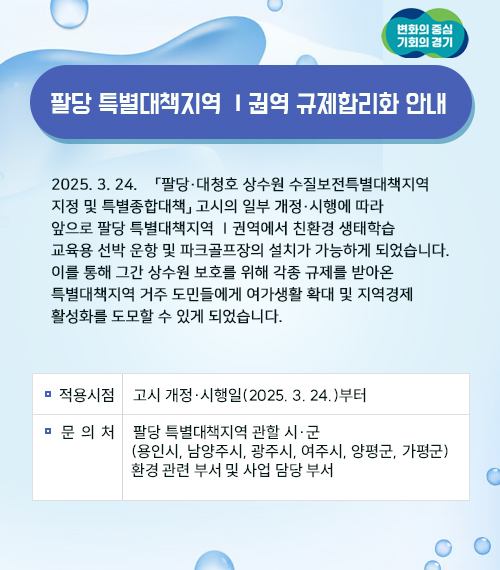 변화의 중심
기회의 경기
팔당 특별대책지역 Ⅰ권역 규제합리화 안내
2025. 3. 24. 「팔당·대청호 상수원 수질보전특별대책지역
지정 및 특별종합대책」 고시의 일부 개정·시행에 따라
앞으로 팔당 특별대책지역 Ⅰ권역에서 친환경 생태학습
교육용 선박 운항 및 파크골프장의 설치가 가능하게 되었습니다.
이를 통해 그간 상수원 보호를 위해 각종 규제를 받아온
특별대책지역 거주 도민들에게 여가생활 확대 및 지역경제
활성화를 도모할 수 있게 되었습니다.
적용시점 고시 개정·시행일(2025. 3. 24.)부터
문 의 처 팔당 특별대책지역 관할 시·군
(용인시, 남양주시, 광주시, 여주시, 양평군, 가평군)
환경 관련 부서 및 사업 담당 부서